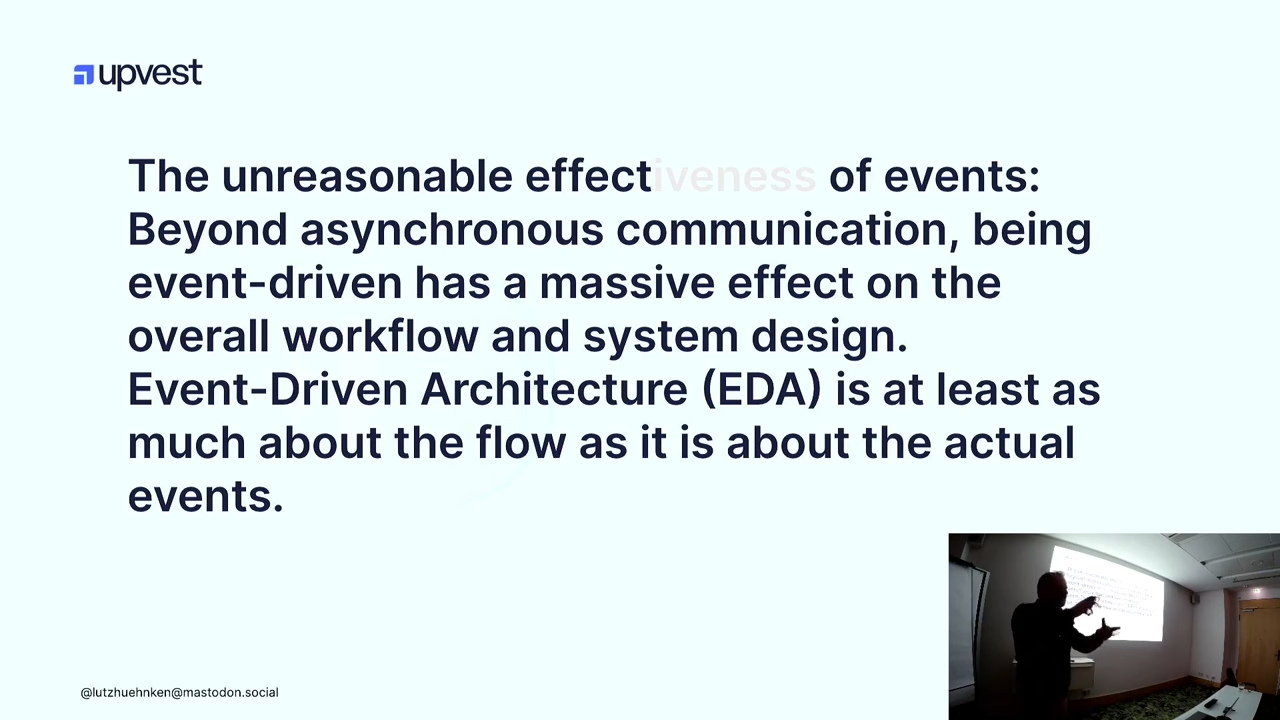 upvest
The unreasonable effectiveness of events:
Beyond asynchronous communication, being
event-driven has a massive effect on the
overall workflow and system design.
Event-Driven Architecture (EDA) is at least as
much about the flow as it is about the actual
events.
@lutzhuehnken@mastodon.social